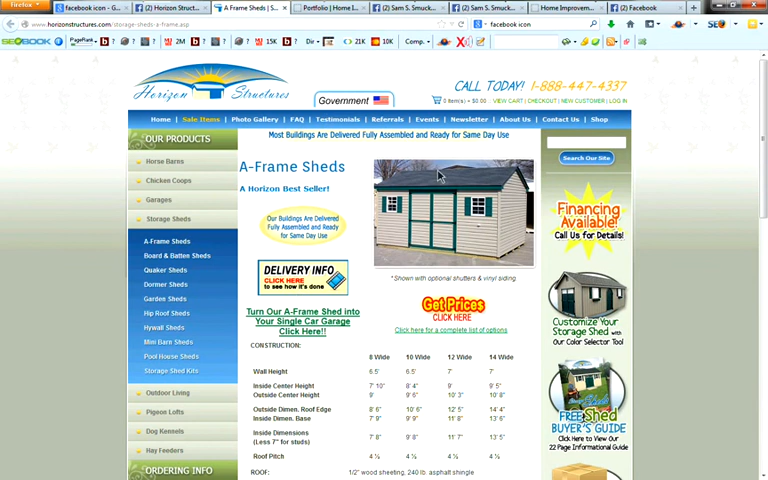 Firefox
facebook icon - G...
(2) Horizon Struct...
A Frame Sheds | S...
Portfolio | Home I...
(2) Sam S. Smuck...
(2) Sam S. Smuck...
Home Improvem...
(2) Facebook
www.horizonstructures.com/storage-sheds-a-frame.asp
facebook icon
SEOBOOK
PageRank
2M
70
20
Dir
21K
10K
Comp.
SEO
Horizon Structures
Government
CALL TODAY! 1-888-447-4337
0 item(s) = $0.00 VIEW CART | CHECKOUT | NEW CUSTOMER | LOG IN
Home | Sale Items | Photo Gallery | FAQ | Testimonials | Referrals | Events | Newsletter | About Us | Contact Us | Shop
Most Buildings Are Delivered Fully Assembled and Ready for Same Day Use
OUR PRODUCTS
Horse Barns
Chicken Coops
Garages
Storage Sheds
A-Frame Sheds
Board & Batten Sheds
Quaker Sheds
Dormer Sheds
Garden Sheds
Hip Roof Sheds
Hywall Sheds
Mini Barn Sheds
Pool House Sheds
Storage Shed Kits
Outdoor Living
Pigeon Lofts
Dog Kennels
Hay Feeders
ORDERING INFO
A-Frame Sheds
A Horizon Best Seller!
Our Buildings Are Delivered
Fully Assembled and Ready
for Same Day Use
DELIVERY INFO
CLICK HERE
to see how it's done
Turn Our A-Frame Shed into
Your Single Car Garage
Click Here!!
*Shown with optional shutters & vinyl siding
Get Prices
CLICK HERE
Click here for a complete list of options
CONSTRUCTION:
8 Wide 10 Wide 12 Wide 14 Wide
Wall Height 6.5' 6.5' 7' 7'
Inside Center Height 7' 10" 8' 4" 9' 9' 5"
Outside Center Height 9' 9' 6" 10' 3" 10' 8"
Outside Dimen. Roof Edge 8' 6" 10' 6" 12' 5" 14' 4"
Inside Dimen. Base 7' 9" 9' 9" 11' 8" 13' 6"
Inside Dimensions
(Less 7" for studs) 7' 8" 9' 8" 11' 7" 13' 5"
Roof Pitch 4 ½ 4 ½ 4 ½ 4 ½
ROOF: 1/2" wood sheeting, 240 lb. asphalt shingle
Search Our Site
Financing
Available!
Call Us for Details!
Customize Your
Storage Shed with
Our Color Selector Tool
FREE Shed
BUYER'S GUIDE
Click Here to View Our
22 Page Informational Guide